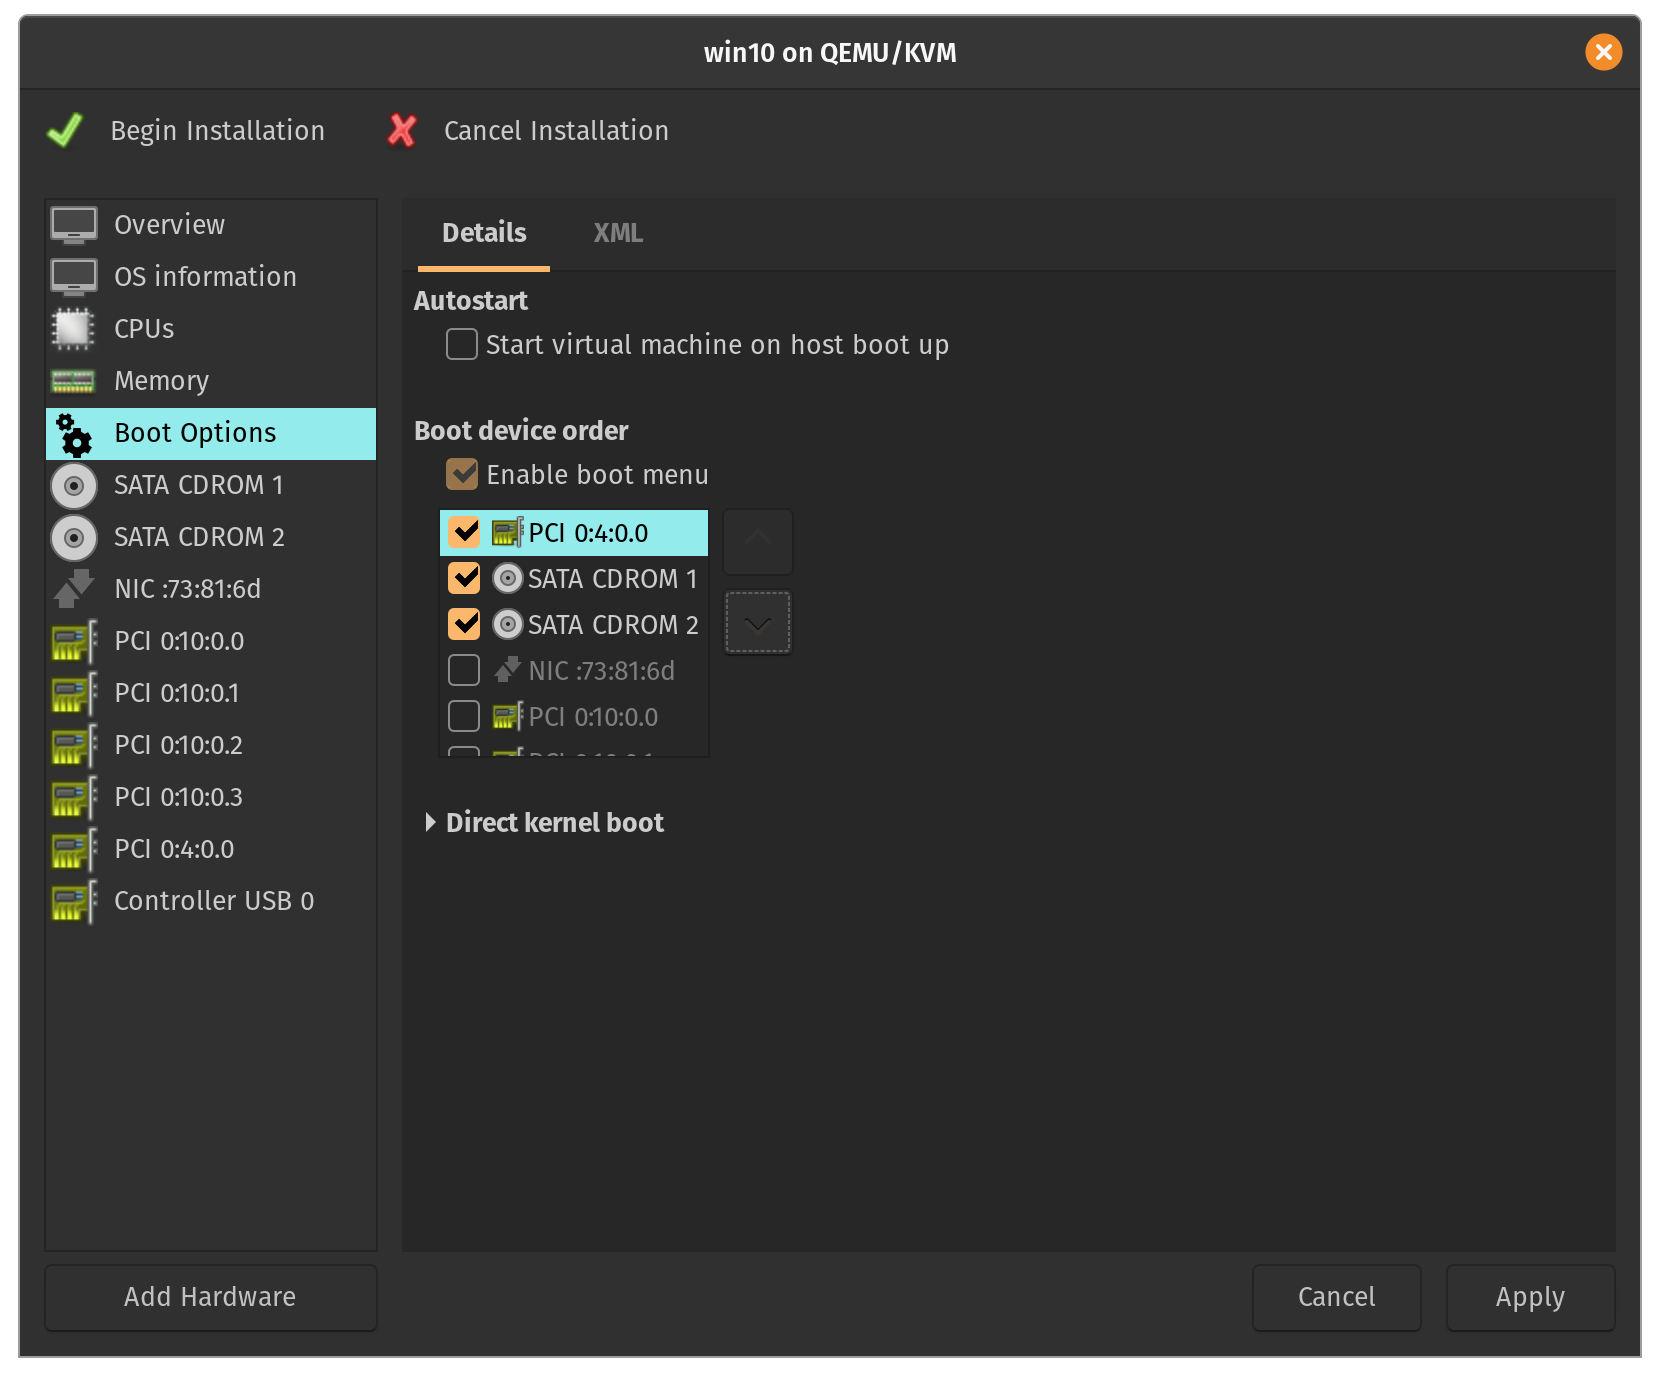 win10 on QEMU/KVM
Begin Installation
Cancel Installation
Overview
OS information
CPUs
Memory
Boot Options
SATA CDROM 1
SATA CDROM 2
NIC :73:81:6d
PCI 0:10:0.0
PCI 0:10:0.1
PCI 0:10:0.2
PCI 0:10:0.3
PCI 0:4:0.0
Controller USB 0
Add Hardware
Details
XML
Autostart
Start virtual machine on host boot up
Boot device order
Enable boot menu
PCI 0:4:0.0
SATA CDROM 1
SATA CDROM 2
NIC :73:81:6d
PCI 0:10:0.0
Direct kernel boot
Cancel
Apply